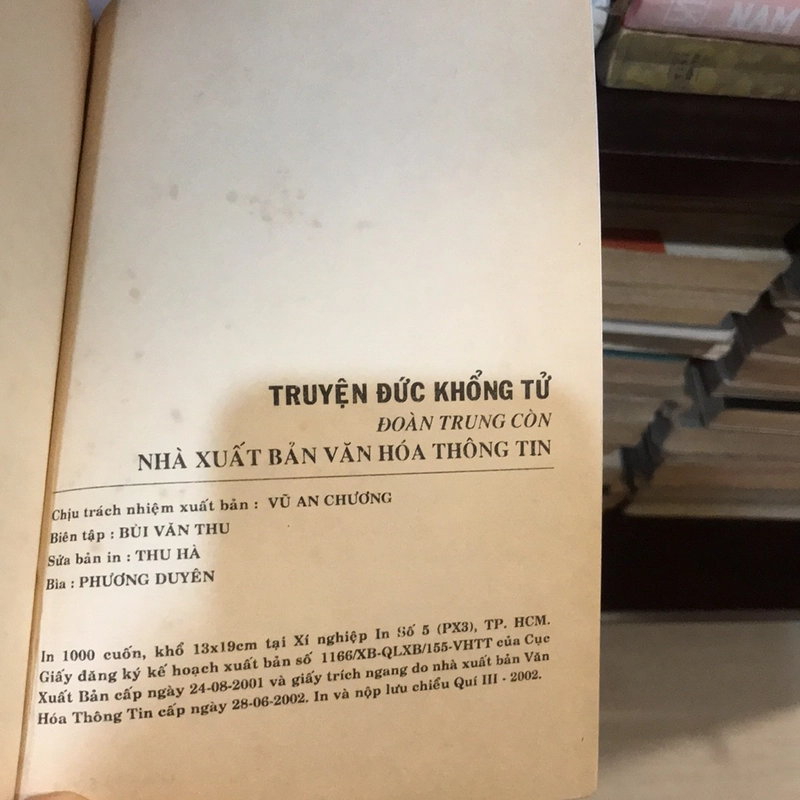 NAM
TRUYỆN ĐỨC KHỔNG TỬ
ĐOÀN TRUNG CÒN
NHÀ XUẤT BẢN VĂN HÓA THÔNG TIN
Chịu trách nhiệm xuất bản : VŨ AN CHƯƠNG
Biên tập : BÙI VĂN THU
Sửa bản in : THU HÀ
Bìa : PHƯƠNG DUYÊN
In 1000 cuốn, khổ 13x19cm tại Xí nghiệp In Số 5 (PX3), TP. HCM.
Giấy đăng ký kế hoạch xuất bản số 1166/XB-QLXB/155-VHTT của Cục
Xuất Bản cấp ngày 24-08-2001 và giấy trích ngang do nhà xuất bản Văn
Hóa Thông Tin cấp ngày 28-06-2002. In và nộp lưu chiểu Quí III - 2002.